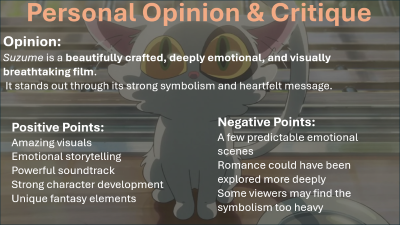 Personal Opinion & Critique
Opinion:
Suzume is a beautifully crafted, deeply emotional, and visually
breathtaking film.
It stands out through its strong symbolism and heartfelt message.
Positive Points:
Amazing visuals
Emotional storytelling
Powerful soundtrack
Strong character development
Unique fantasy elements
Negative Points:
A few predictable emotional
scenes
Romance could have been
explored more deeply
Some viewers may find the
symbolism too heavy